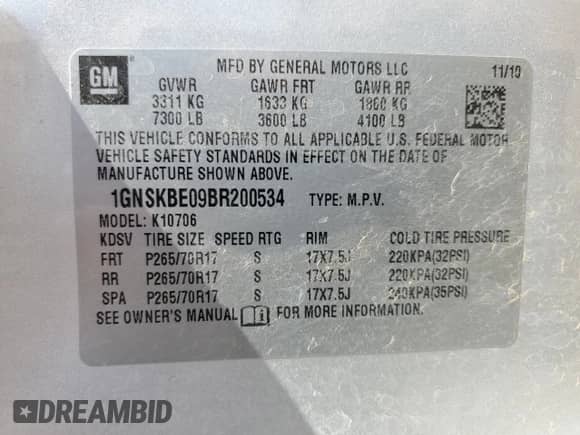 GM
MFD BY GENERAL MOTORS LLC 11/10
GVWR GAWR FRT GAWR RR
3311 KG 1633 KG 1860 KG
7300 LB 3600 LB 4100 LB
THIS VEHICLE CONFORMS TO ALL APPLICABLE U.S. FEDERAL MOTOR
VEHICLE SAFETY STANDARDS IN EFFECT ON THE DATE OF
MANUFACTURE SHOWN ABOVE.
1GNSKBE09BR200534 TYPE: M.P.V.
MODEL: K10706
KDSV TIRE SIZE SPEED RTG RIM COLD TIRE PRESSURE
FRT P265/70R17 S 17X7.5J 220KPA(32PSI)
RR P265/70R17 S 17X7.5J 220KPA(32PSI)
SPA P265/70R17 S 17X7.5J 240KPA(35PSI)
SEE OWNER'S MANUAL FOR MORE INFORMATION.
DREAMBID